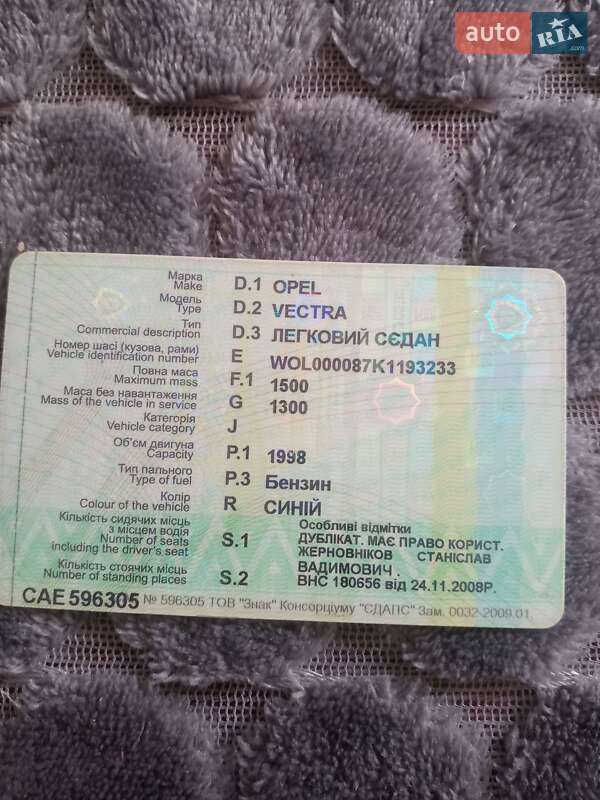 auto RIA .com
Марка
Make D.1 OPEL
Модель
Type D.2 VECTRA
Тип
Commercial description D.3 ЛЕГКОВИЙ СЄДАН
Номер шасі (кузова, рами)
Vehicle identification number E WOL000087K1193233
Повна маса
Maximum mass F.1 1500
Маса без навантаження
Mass of the vehicle in service G 1300
Категорія
Vehicle category J
Об'єм двигуна
Capacity P.1 1998
Тип пального
Type of fuel P.3 Бензин
Колір
Colour of the vehicle R СИНІЙ
Кількість сидячих місць
з місцем водія
Number of seats
including the driver's seat S.1
Кількість стоячих місць
Number of standing places S.2
Особливі відмітки
ДУБЛІКАТ. МАЄ ПРАВО КОРИСТ.
ЖЕРНОВНІКОВ СТАНІСЛАВ
ВАДИМОВИЧ .
ВНС 180656 від 24.11.2008Р.
САЕ 596305 № 596305 ТОВ "Знак" Консорціуму "ЄДАПС" Зам. 0032-2009.01